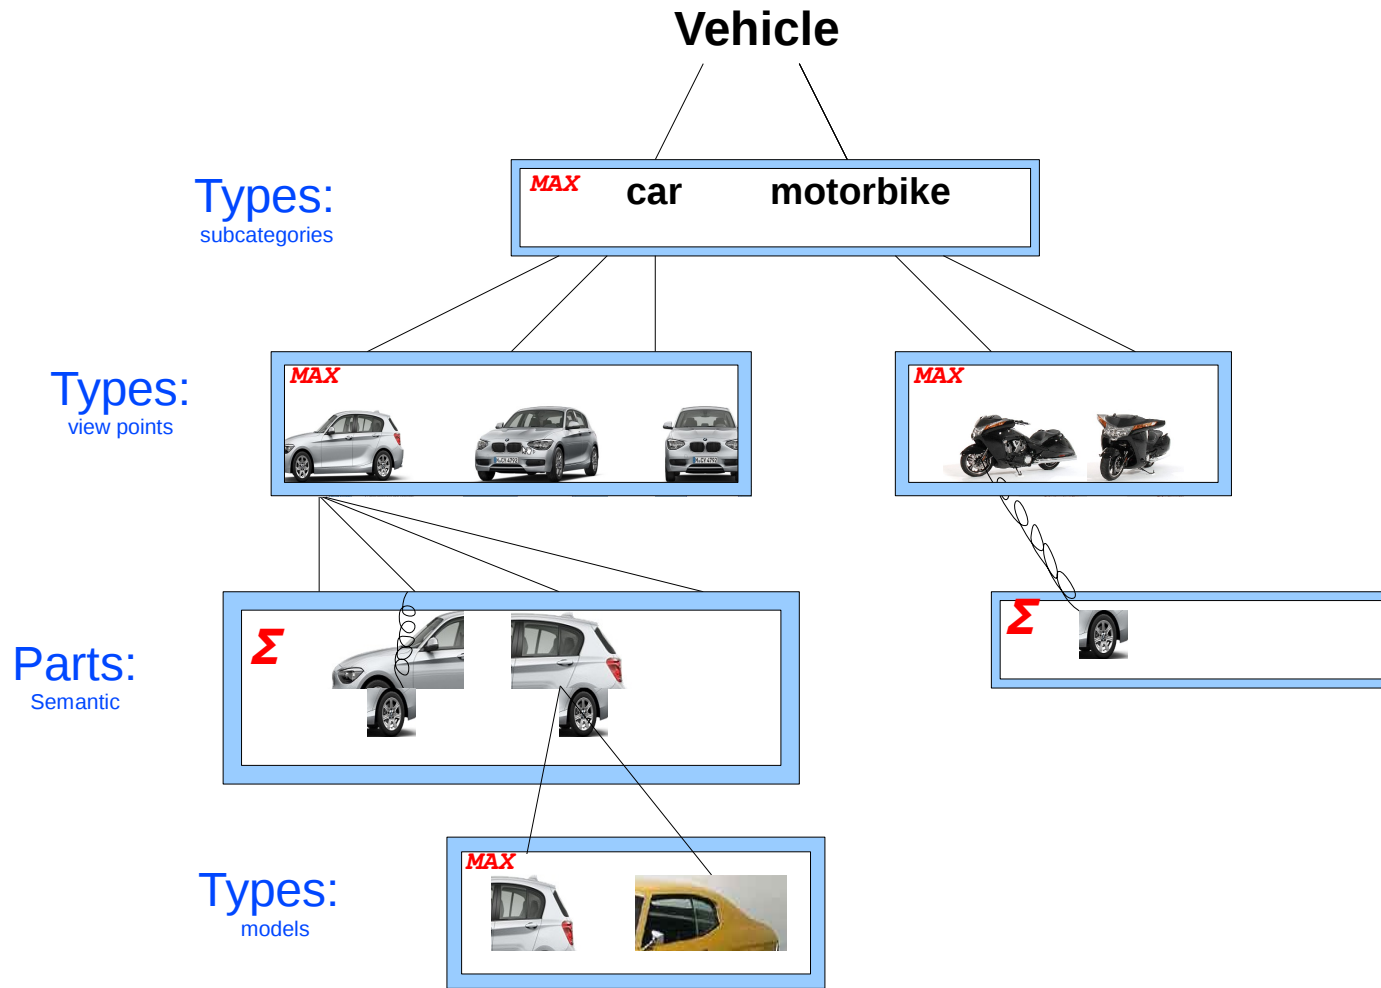 Vehicle
Types:
subcategories
MAX car motorbike
Types:
view points
MAX
MAX
Parts:
Semantic
Σ
Σ
Types:
models
MAX